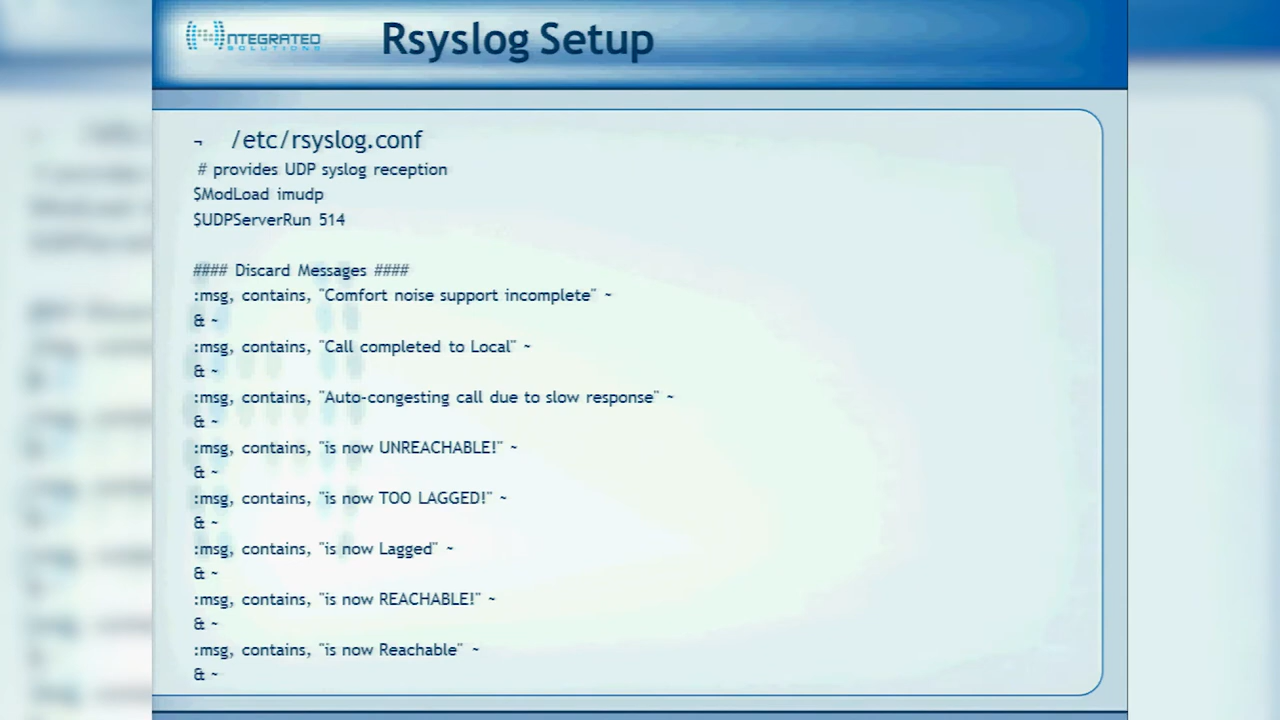 NTEGRATED
SOLUTIONS
Rsyslog Setup
¬ /etc/rsyslog.conf
# provides UDP syslog reception
$ModLoad imudp
$UDPServerRun 514
#### Discard Messages ####
:msg, contains, "Comfort noise support incomplete" ~
& ~
:msg, contains, "Call completed to Local" ~
& ~
:msg, contains, "Auto-congesting call due to slow response" ~
& ~
:msg, contains, "is now UNREACHABLE!" ~
& ~
:msg, contains, "is now TOO LAGGED!" ~
& ~
:msg, contains, "is now Lagged" ~
& ~
:msg, contains, "is now REACHABLE!" ~
& ~
:msg, contains, "is now Reachable" ~
& ~